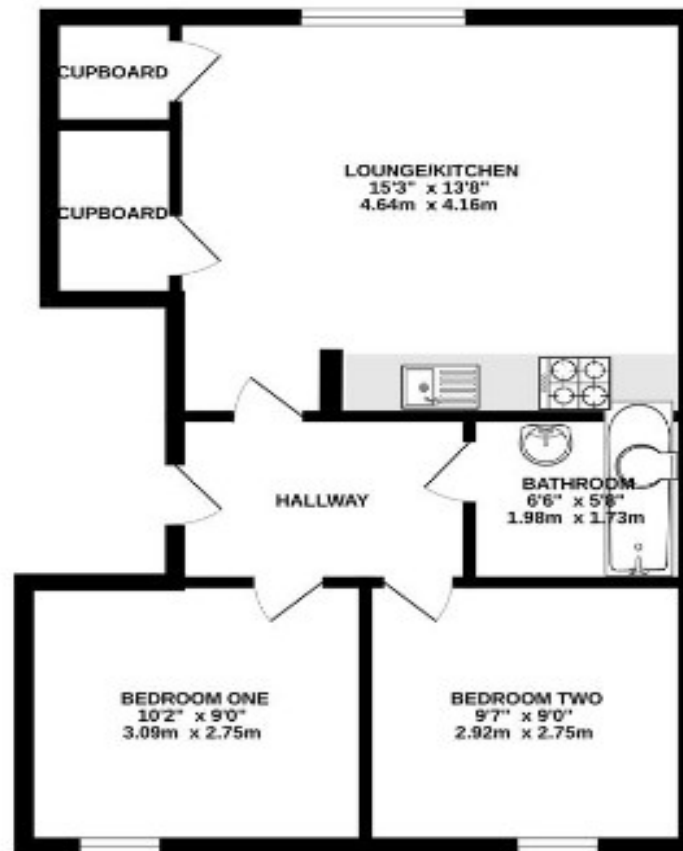 CUPBOARD
LOUNGE/KITCHEN
15'3" x 13'8"
4.64m x 4.16m
CUPBOARD
HALLWAY
BATHROOM
6'6" x 5'8"
1.98m x 1.73m
BEDROOM ONE
10'2" x 9'0"
3.09m x 2.75m
BEDROOM TWO
9'7" x 9'0"
2.92m x 2.75m